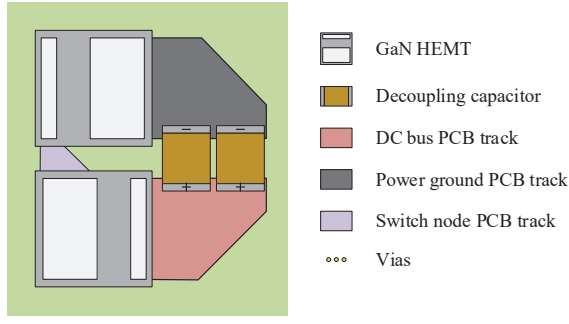 GaN HEMT
Decoupling capacitor
DC bus PCB track
Power ground PCB track
Switch node PCB track
Vias
− −
+ +